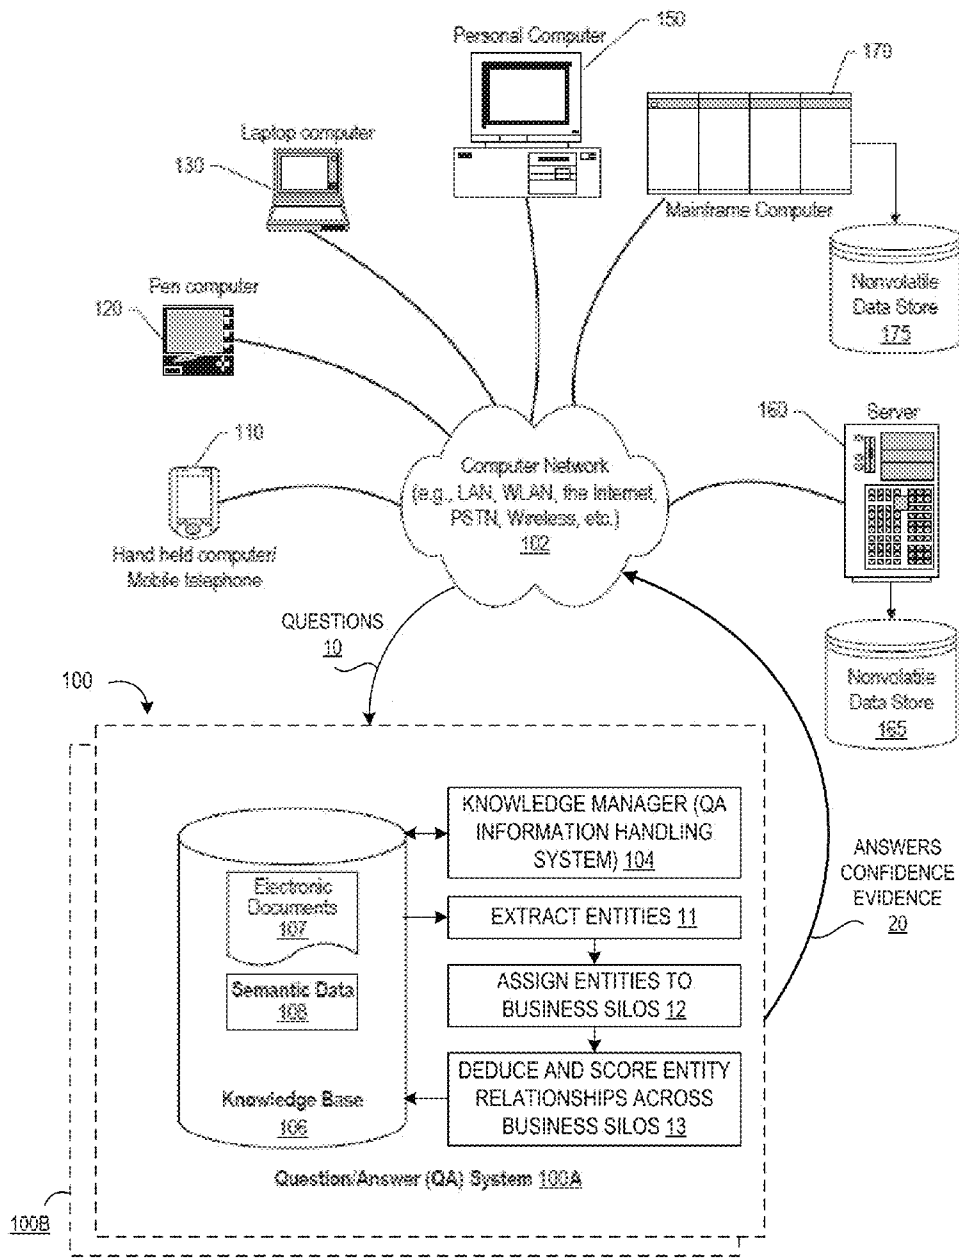 150
Personal Computer
170
Laptop computer
130
Mainframe Computer
Pen computer
120
Nonvolatile
Data Store
175
160
Server
110
Computer Network
(e.g., LAN, WLAN, the Internet,
PSTN, Wireless, etc.)
102
Hand held computer/
Mobile telephone
QUESTIONS
10
Nonvolatile
Data Store
165
100
KNOWLEDGE MANAGER (QA
INFORMATION HANDLING
SYSTEM) 104
Electronic
Documents
107
EXTRACT ENTITIES 11
ANSWERS
CONFIDENCE
EVIDENCE
20
Semantic Data
108
ASSIGN ENTITIES TO
BUSINESS SILOS 12
DEDUCE AND SCORE ENTITY
RELATIONSHIPS ACROSS
BUSINESS SILOS 13
Knowledge Base
106
Question/Answer (QA) System 100A
100B